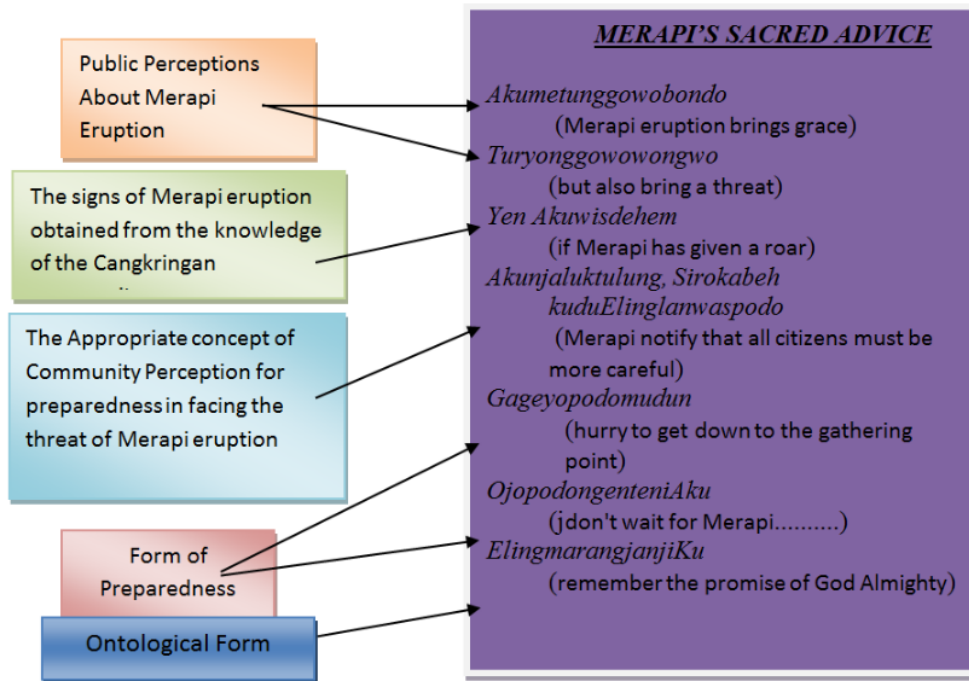 Public Perceptions
About Merapi
Eruption
The signs of Merapi eruption
obtained from the knowledge
of the Cangkringan
The Appropriate concept of
Community Perception for
preparedness in facing the
threat of Merapi eruption
Form of
Preparedness
Ontological Form
MERAPI'S SACRED ADVICE
Akumetunggowobondo
(Merapi eruption brings grace)
Turyonggowowongwo
(but also bring a threat)
Yen Akuwisdehem
(if Merapi has given a roar)
Akunjaluktulung, Sirokabeh
kuduElinglanwaspodo
(Merapi notify that all citizens must be
more careful)
Gageyopodomudun
(hurry to get down to the gathering
point)
OjopodongenteniAku
(jdon't wait for Merapi..........)
ElingmarangjanjiKu
(remember the promise of God Almighty)